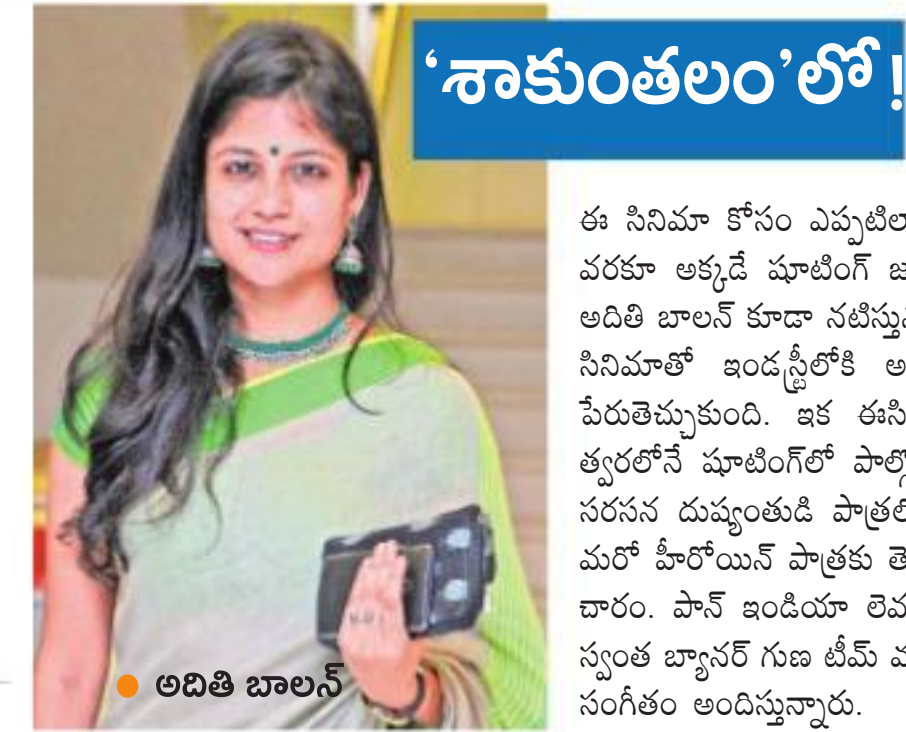 ‘శాకుంతలం’లో !
ఈ సినిమా కోసం ఎప్పటిలా
వరకూ అక్కడే షూటింగ్ జ
అదితి బాలన్ కూడా నటిస్తు
సినిమాతో ఇండస్ట్రీలోకి అ
పేరుతెచ్చుకుంది. ఇక ఈసి
త్వరలోనే షూటింగ్‌లో పాల్గొ
సరసన దుష్యంతుడి పాత్రలో
మరో హీరోయిన్ పాత్రకు తె
చారం. పాన్ ఇండియా లెవ
స్వంత బ్యానర్ గుణ టీమ్ వ
సంగీతం అందిస్తున్నారు.
అదితి బాలన్